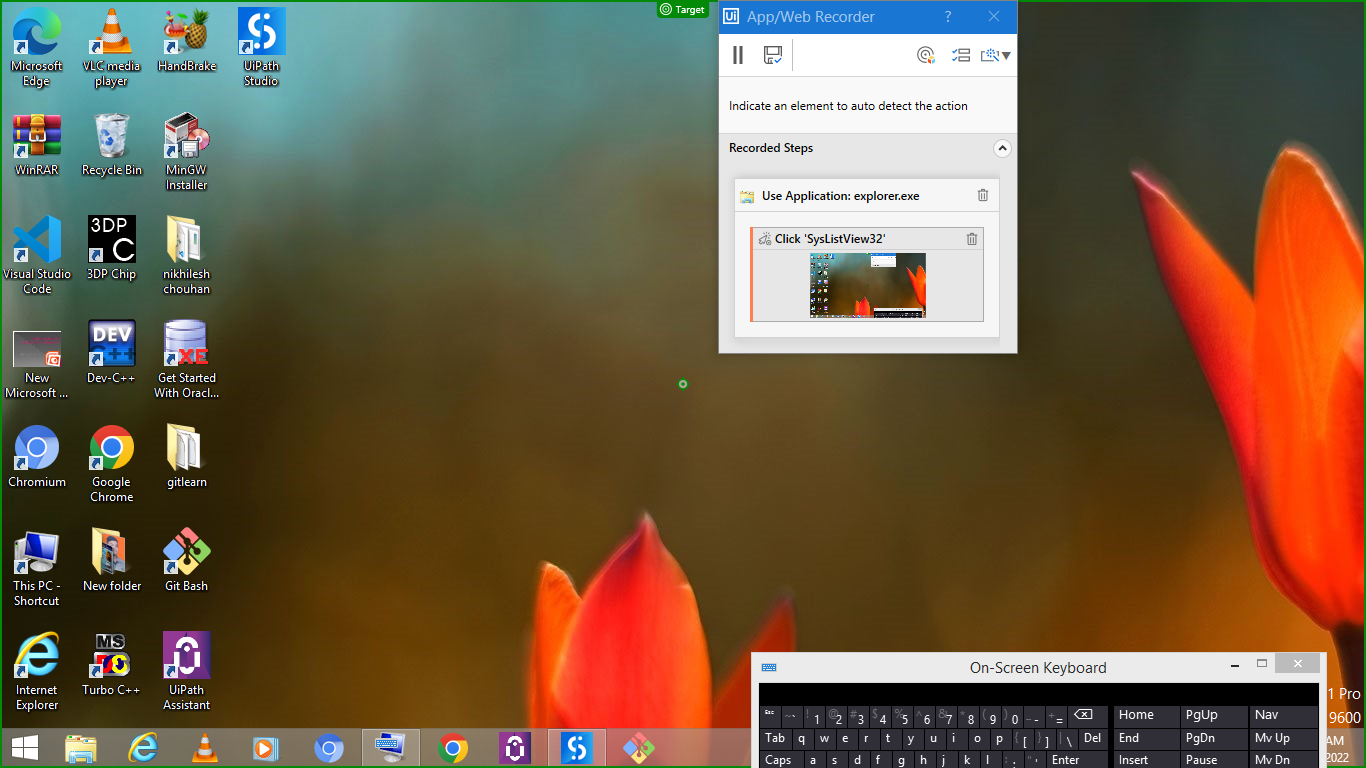 Target
Microsoft
Edge
VLC media
player
HandBrake
UiPath
Studio
WinRAR
Recycle Bin
MinGW
Installer
Visual Studio
Code
3DP
C
3DP Chip
nikhilesh
chouhan
New
Microsoft ...
DEV
C++
Dev-C++
XE
Get Started
With Oracl...
Chromium
Google
Chrome
gitlearn
This PC -
Shortcut
New folder
Git Bash
Internet
Explorer
MS
Turbo C++
UiPath
Assistant
Ui App/Web Recorder ?
Indicate an element to auto detect the action
Recorded Steps
Use Application: explorer.exe
Click 'SysListView32'
On-Screen Keyboard
1 Pro
9600
AM
2022
Esc ~ ` ! 1 @ 2 # 3 $ 4 % 5 ^ 6 & 7 * 8 ( 9 ) 0 _ - + = Home PgUp Nav
Tab q w e r t y u i o p { [ } ] | \ Del End PgDn Mv Up
Caps a s d f g h j k l : ; " ' Enter Insert Pause Mv Dn